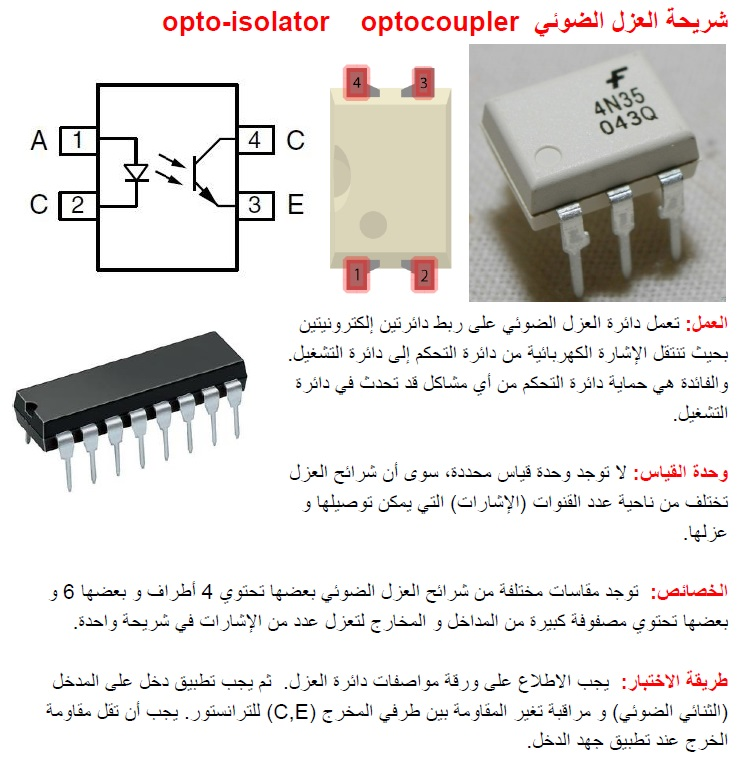 شريحة العزل الضوئي optocoupler opto-isolator
A 1 4 C
C 2 3 E
4 3
1 2
4N35
043Q
العمل: تعمل دائرة العزل الضوئي على ربط دائرتين إلكترونيتين
بحيث تنتقل الإشارة الكهربائية من دائرة التحكم إلى دائرة التشغيل.
والفائدة هي حماية دائرة التحكم من أي مشاكل قد تحدث في دائرة
التشغيل.
وحدة القياس: لا توجد وحدة قياس محددة، سوى أن شرائح العزل
تختلف من ناحية عدد القنوات (الإشارات) التي يمكن توصيلها و
عزلها.
الخصائص: توجد مقاسات مختلفة من شرائح العزل الضوئي بعضها تحتوي 4 أطراف و بعضها 6 و
بعضها تحتوي مصفوفة كبيرة من المداخل و المخارج لتعزل عدد من الإشارات في شريحة واحدة.
طريقة الاختبار: يجب الاطلاع على ورقة مواصفات دائرة العزل. ثم يجب تطبيق دخل على المدخل
(الثنائي الضوئي) و مراقبة تغير المقاومة بين طرفي المخرج (C,E) للترانستور. يجب أن تقل مقاومة
الخرج عند تطبيق جهد الدخل.